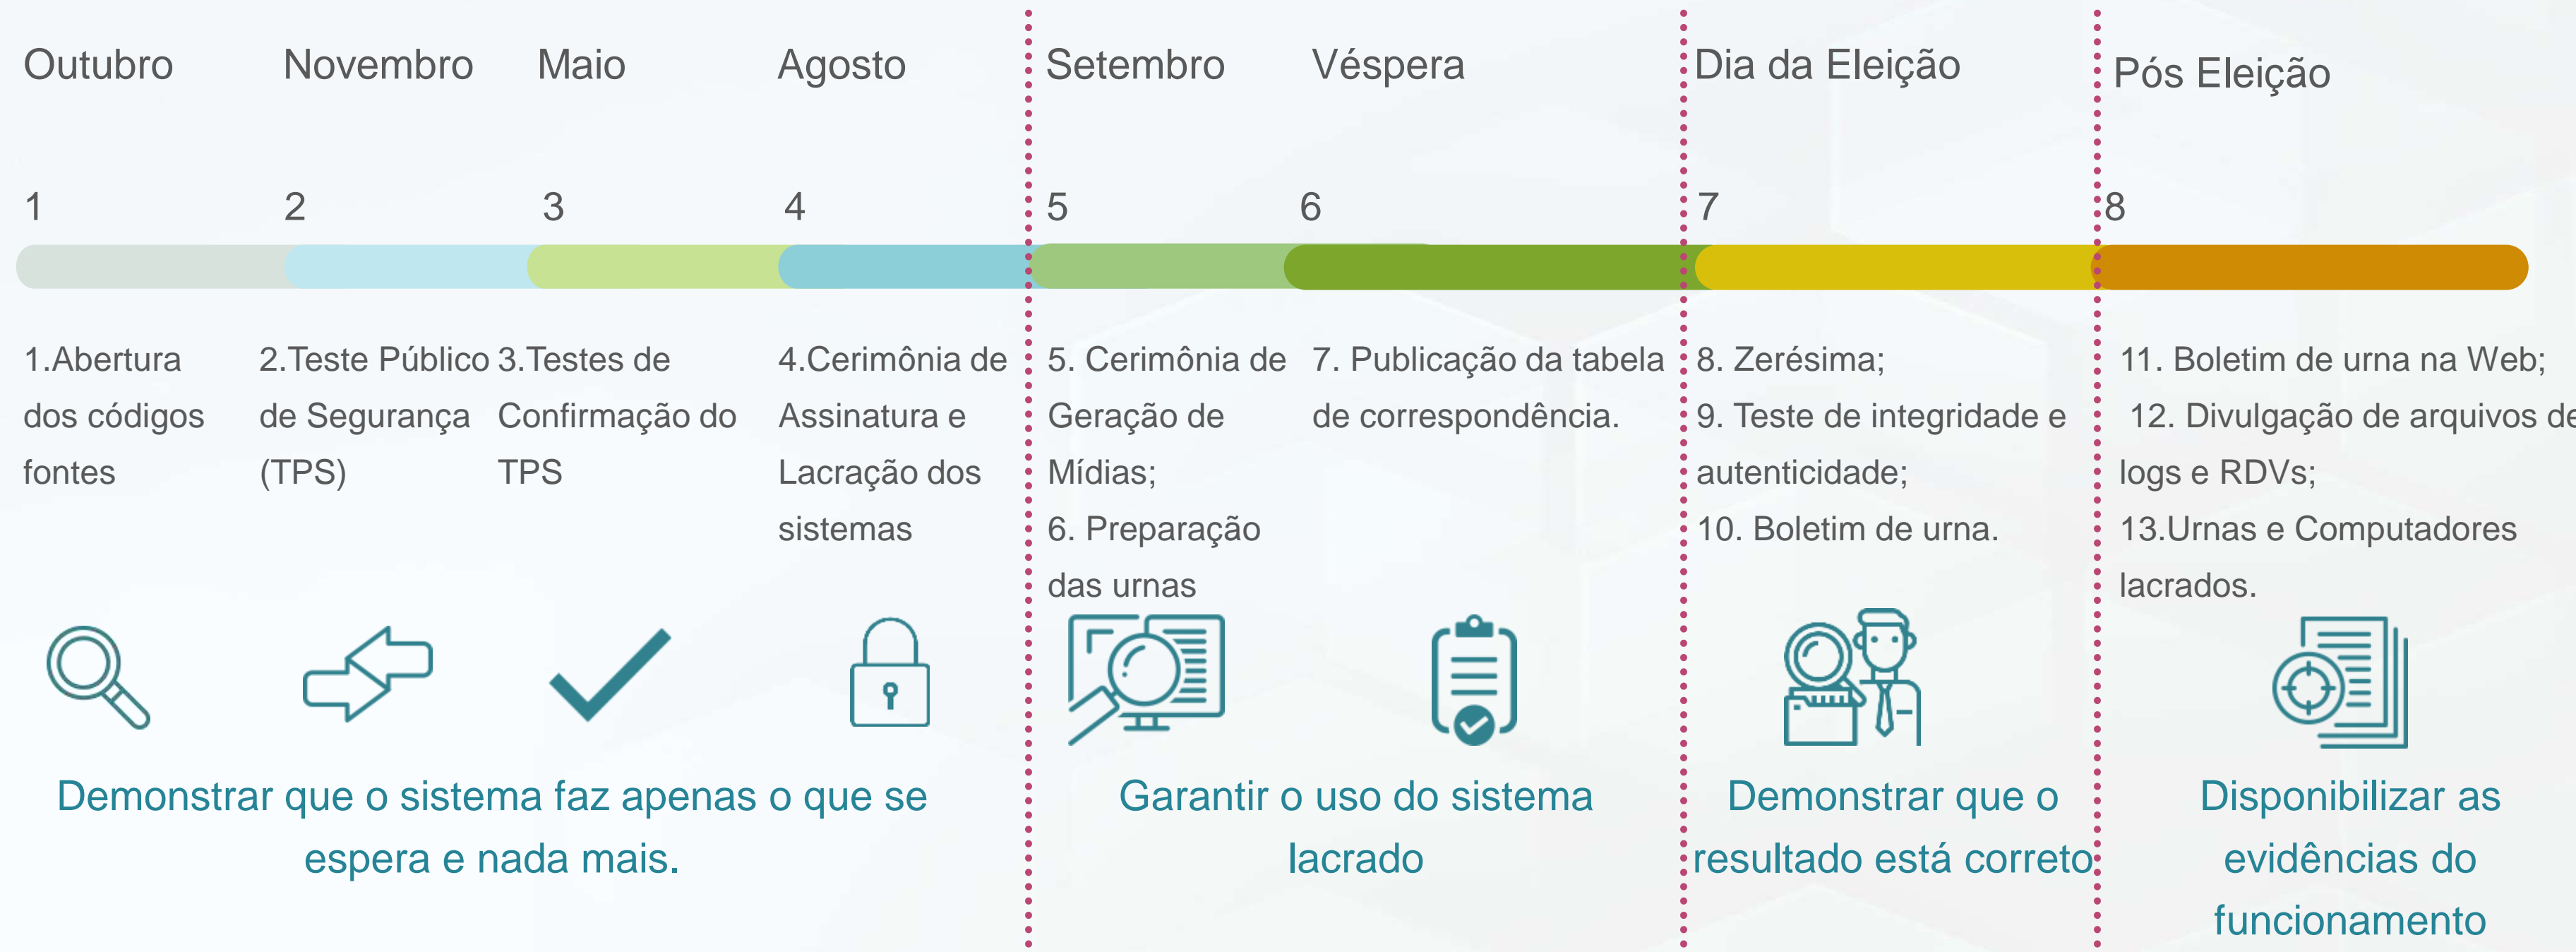 Outubro
Novembro
Maio
Agosto
Setembro
Véspera
Dia da Eleição
Pós Eleição
1
2
3
4
5
6
7
8
1.Abertura
dos códigos
fontes
2.Teste Público
de Segurança
(TPS)
3.Testes de
Confirmação do
TPS
4.Cerimônia de
Assinatura e
Lacração dos
sistemas
5. Cerimônia de
Geração de
Mídias;
6. Preparação
das urnas
7. Publicação da tabela
de correspondência.
8. Zerésima;
9. Teste de integridade e
autenticidade;
10. Boletim de urna.
11. Boletim de urna na Web;
12. Divulgação de arquivos de
logs e RDVs;
13.Urnas e Computadores
lacrados.
Demonstrar que o sistema faz apenas o que se
espera e nada mais.
Garantir o uso do sistema
lacrado
Demonstrar que o
resultado está correto
Disponibilizar as
evidências do
funcionamento